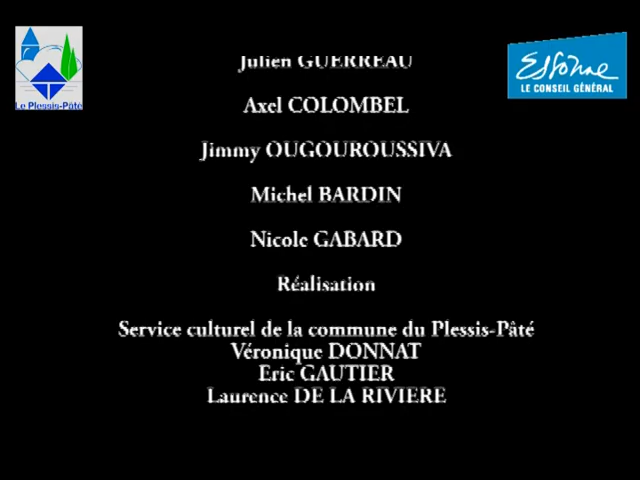 Le Plessis-Pâté
Essonne
LE CONSEIL GÉNÉRAL
Julien GUERREAU
Axel COLOMBEL
Jimmy OUGOUROUSSIVA
Michel BARDIN
Nicole GABARD
Réalisation
Service culturel de la commune du Plessis-Pâté
Véronique DONNAT
Eric GAUTIER
Laurence DE LA RIVIERE